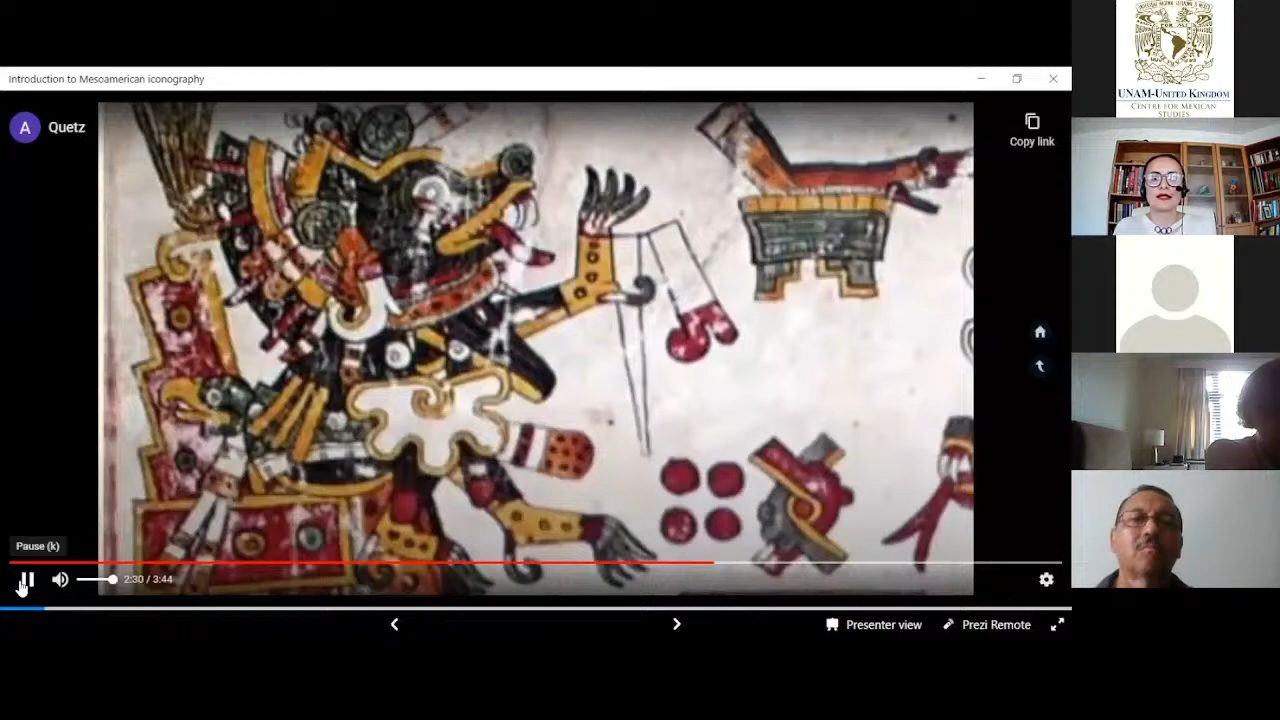 Introduction to Mesoamerican iconography
A
Quetz
Copy link
Pause (k)
2:30 / 3:44
Presenter view
Prezi Remote
UNAM-UNITED KINGDOM
CENTRE FOR MEXICAN
STUDIES